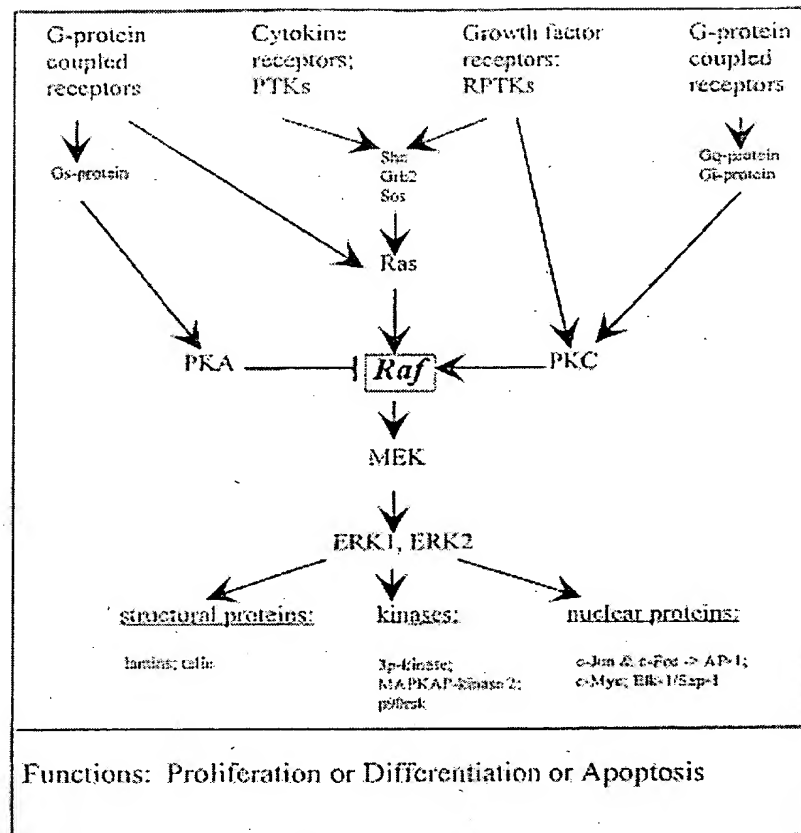 G-protein
coupled
receptors
Cytokine
receptors;
PTKs
Growth factor
receptors:
RPTKs
G-protein
coupled
receptors
Gs-protein
Shc
Grb2
Sos
Gq-protein
Gi-protein
Ras
PKA
Raf
PKC
MEK
ERK1, ERK2
structural proteins:
kinases:
nuclear proteins:
lamins; talin
3p-kinase;
MAPKAP-kinase 2;
p90rsk
c-Jun & c-Fos -> AP-1;
c-Myc; Elk-1/Sap-1
Functions: Proliferation or Differentiation or Apoptosis